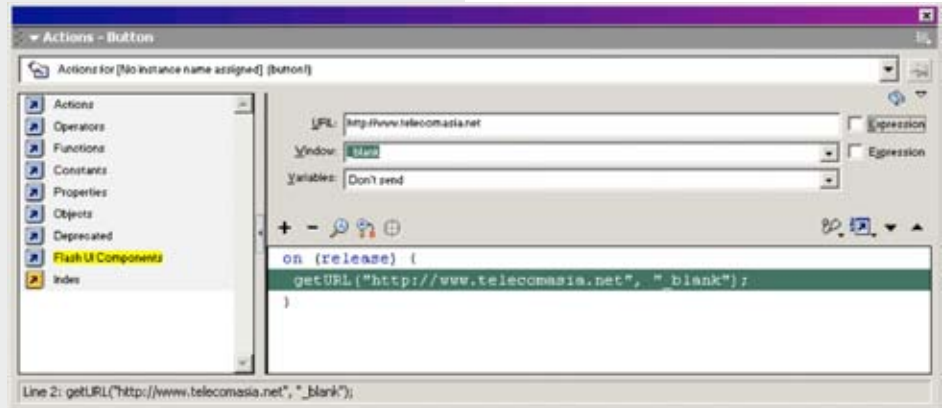 Actions - Button
Actions for [No instance name assigned] (button1)
Actions
Operators
Functions
Constants
Properties
Objects
Deprecated
Flash UI Components
Index
URL: http://www.telecomasia.net
Expression
Window: _blank
Expression
Variables: Don't send
on (release) {
getURL("http://www.telecomasia.net", "_blank");
}
Line 2: getURL("http://www.telecomasia.net", "_blank");